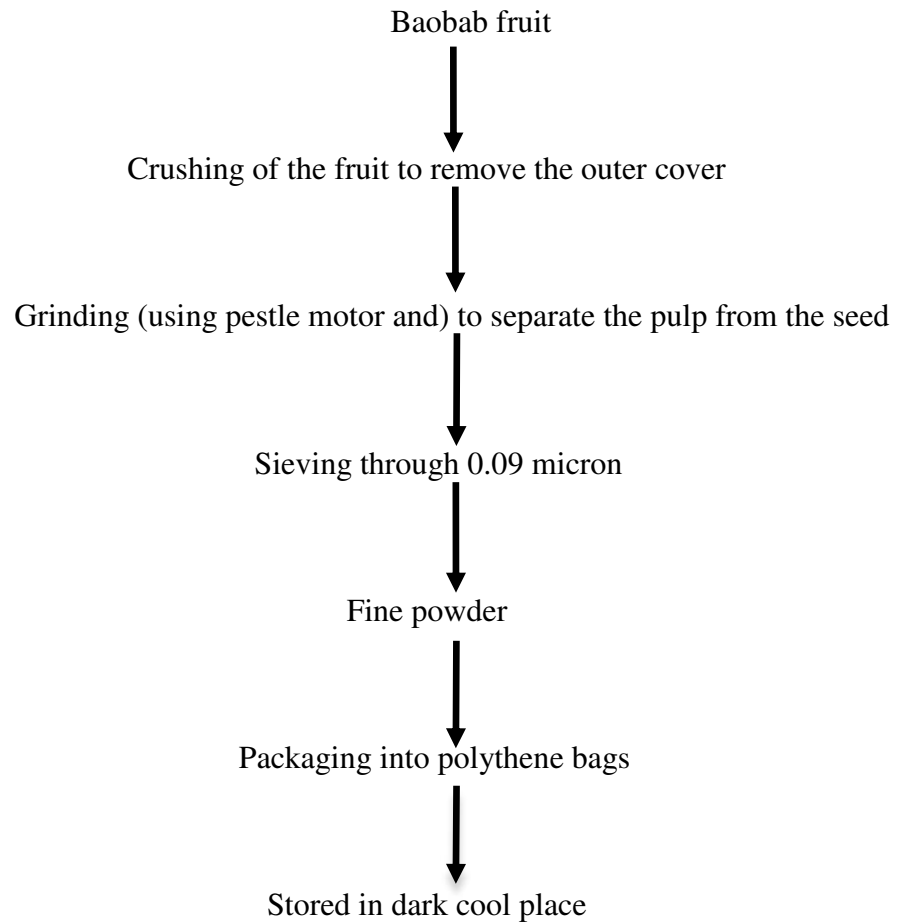 Baobab fruit
Crushing of the fruit to remove the outer cover
Grinding (using pestle motor and) to separate the pulp from the seed
Sieving through 0.09 micron
Fine powder
Packaging into polythene bags
Stored in dark cool place